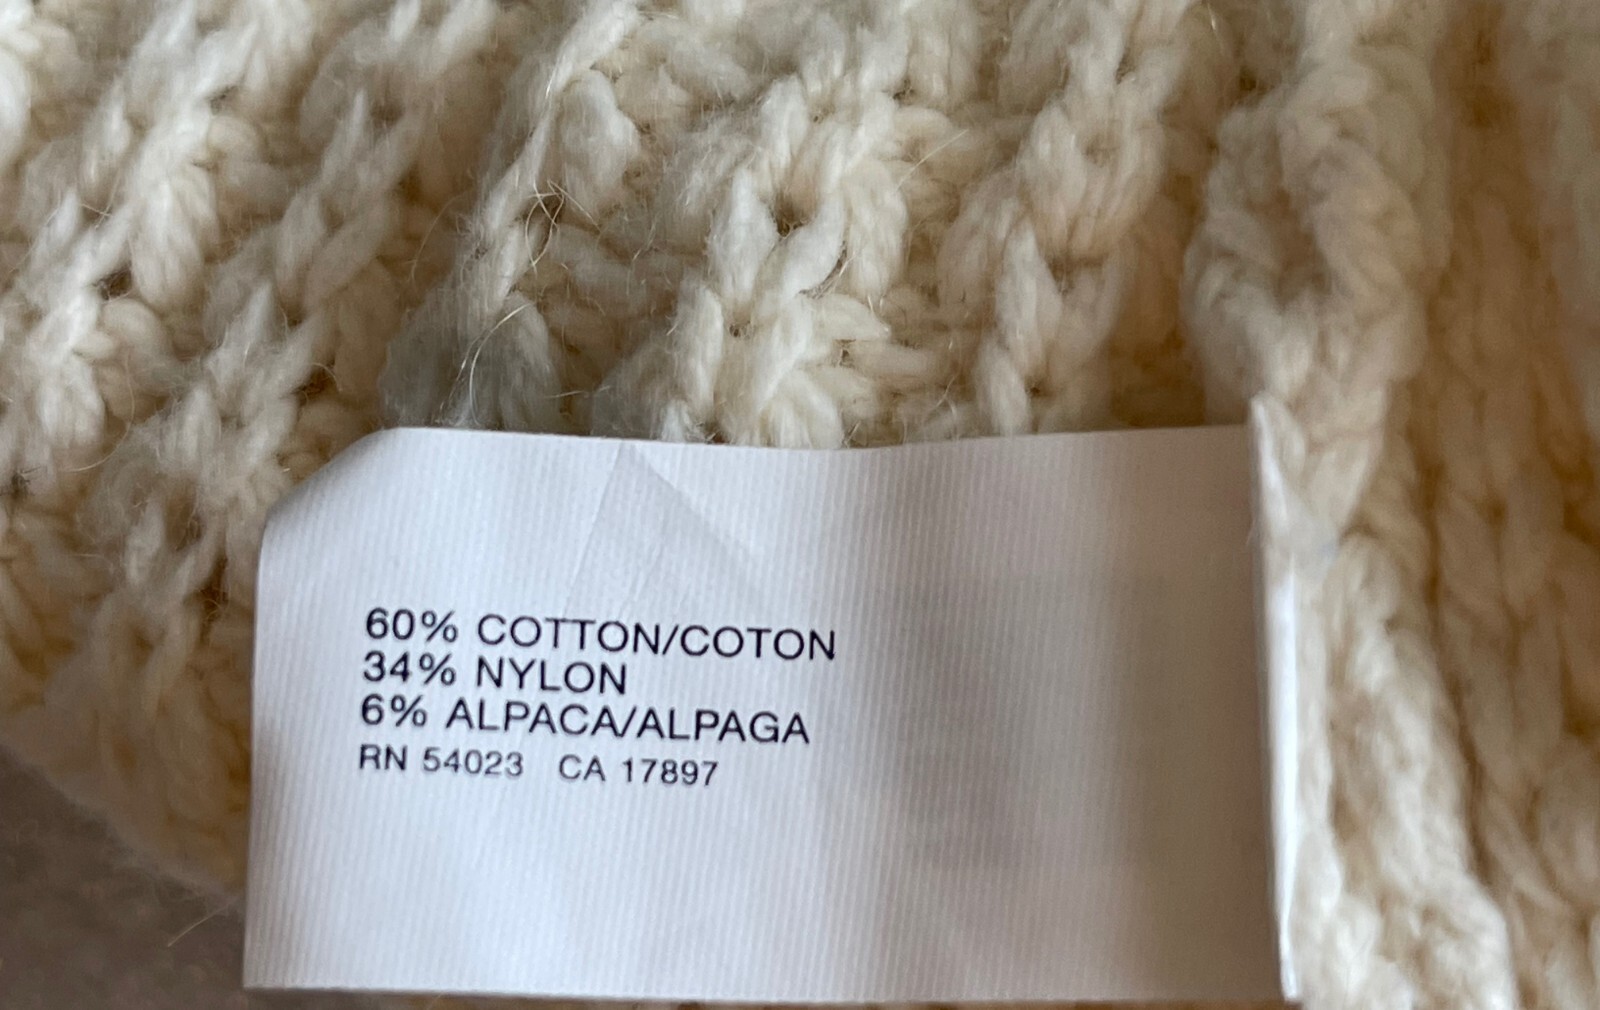 60% COTTON/COTON
34% NYLON
6% ALPACA/ALPAGA
RN 54023 CA 17897